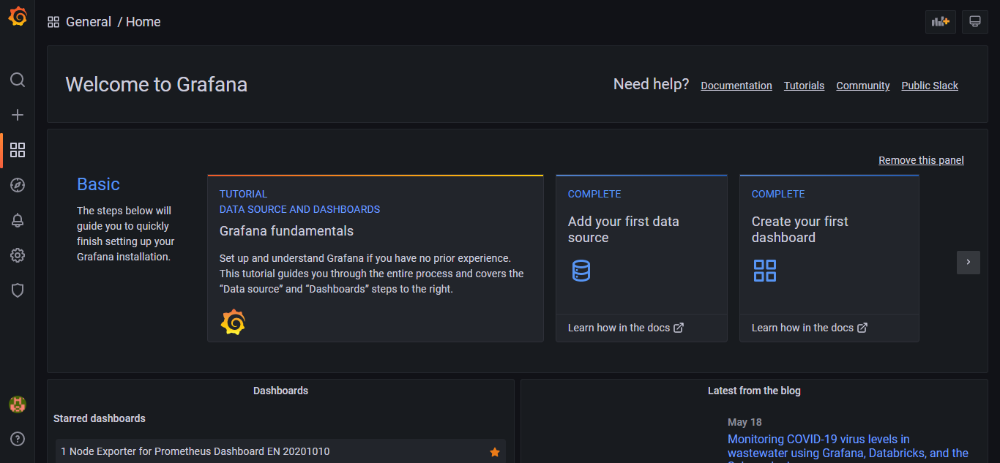 General / Home
Welcome to Grafana
Need help?
Documentation Tutorials Community Public Slack
Remove this panel
Basic
The steps below will
guide you to quickly
finish setting up your
Grafana installation.
TUTORIAL
DATA SOURCE AND DASHBOARDS
Grafana fundamentals
Set up and understand Grafana if you have no prior experience.
This tutorial guides you through the entire process and covers the
“Data source” and “Dashboards” steps to the right.
COMPLETE
Add your first data
source
Learn how in the docs
COMPLETE
Create your first
dashboard
Learn how in the docs
Dashboards
Starred dashboards
1 Node Exporter for Prometheus Dashboard EN 20201010
Latest from the blog
May 18
Monitoring COVID-19 virus levels in
wastewater using Grafana, Databricks, and the